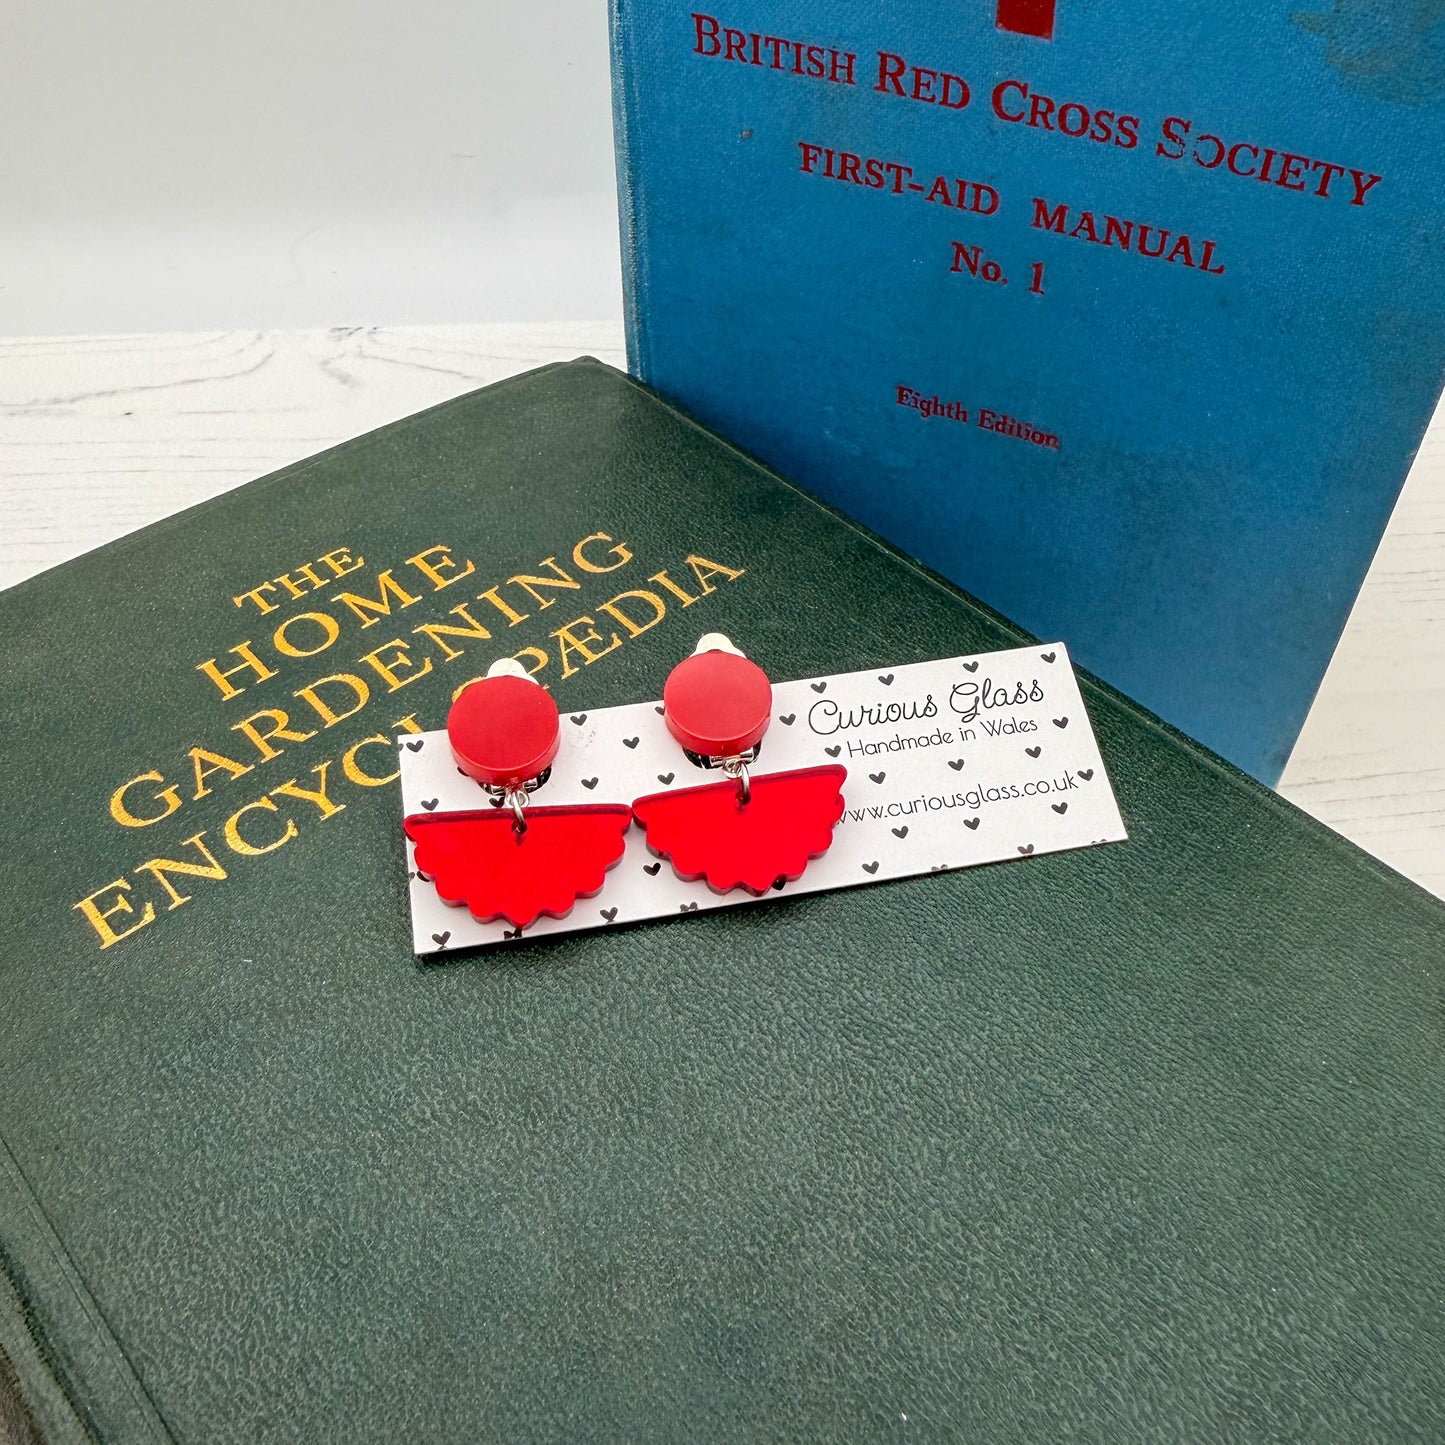 BRITISH RED CROSS SOCIETY
FIRST-AID MANUAL
No. 1
Eighth Edition
THE
HOME
GARDENING
ENCYCLOPÆDIA
Curious Glass
Handmade in Wales
www.curiousglass.co.uk